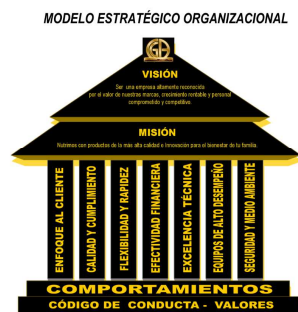 MODELO ESTRATÉGICO ORGANIZACIONAL
VISIÓN
Ser una empresa altamente reconocida
por el valor de nuestras marcas, crecimiento rentable y personal
comprometido y competitivo.
MISIÓN
Nutrimos con productos de la más alta calidad e Innovación para el bienestar de tu familia.
ENFOQUE AL CLIENTE
CALIDAD Y CUMPLIMIENTO
FLEXIBILIDAD Y RAPIDEZ
EFECTIVIDAD FINANCIERA
EXCELENCIA TÉCNICA
EQUIPOS DE ALTO DESEMPEÑO
SEGURIDAD Y MEDIO AMBIENTE
COMPORTAMIENTOS
CÓDIGO DE CONDUCTA - VALORES